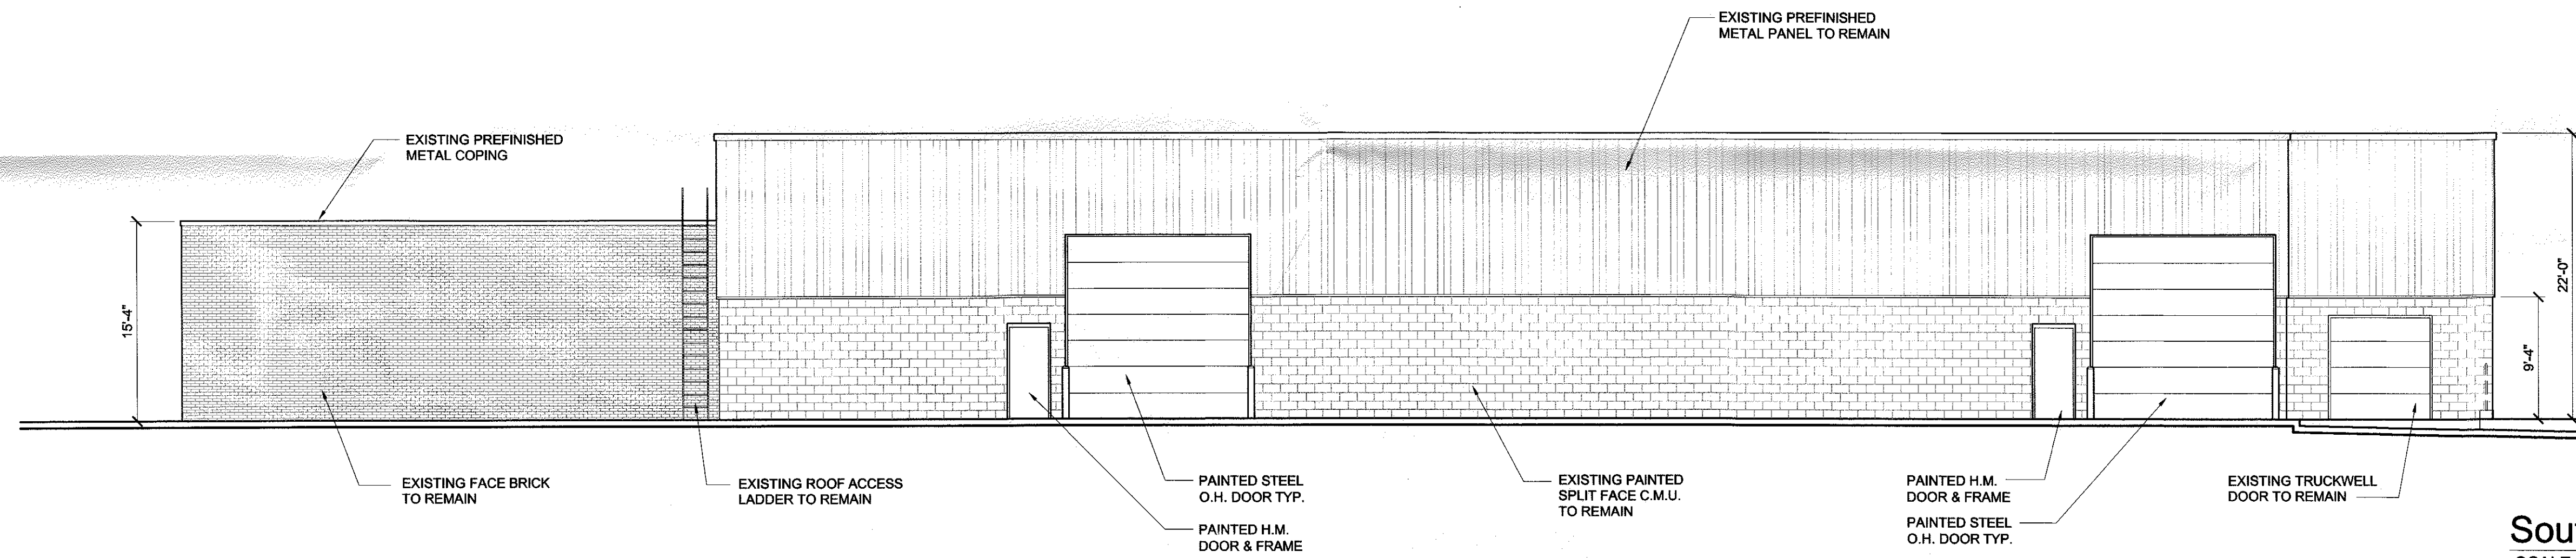 EXISTING PREFINISHED
METAL PANEL TO REMAIN
EXISTING PREFINISHED
METAL COPING
15'-4"
22'-0"
9'-4"
EXISTING FACE BRICK
TO REMAIN
EXISTING ROOF ACCESS
LADDER TO REMAIN
PAINTED STEEL
O.H. DOOR TYP.
PAINTED H.M.
DOOR & FRAME
EXISTING PAINTED
SPLIT FACE C.M.U.
TO REMAIN
PAINTED H.M.
DOOR & FRAME
PAINTED STEEL
O.H. DOOR TYP.
EXISTING TRUCKWELL
DOOR TO REMAIN
Sou